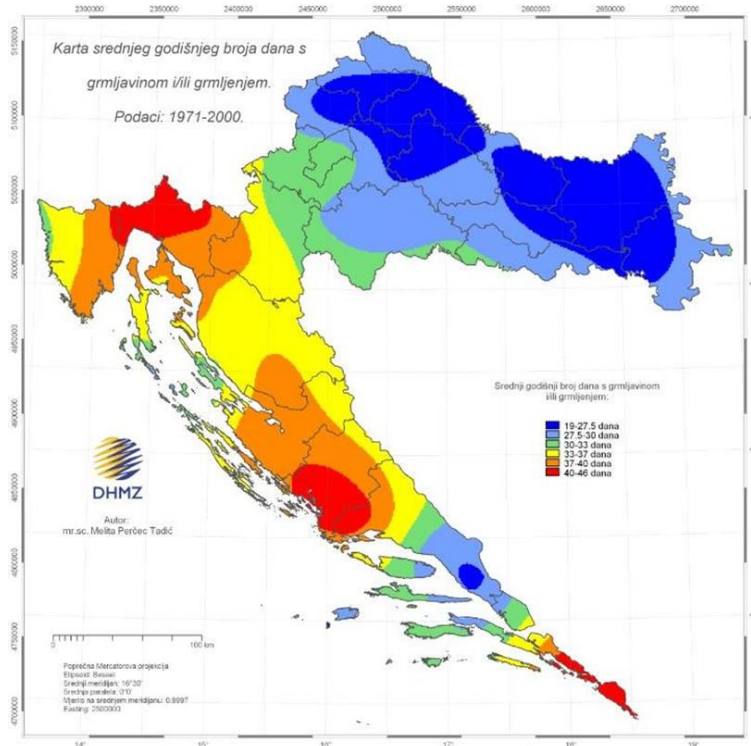 2300000 2350000 2400000 2450000 2500000 2550000 2600000 2650000 2700000
Karta srednjeg godišnjeg broja dana s
grmljavinom i/ili grmljenjem.
Podaci: 1971-2000.
5150000
5100000
5050000
5000000
4950000
4900000
4850000
4800000
4750000
4700000
Srednji godišnji broj dana s grmljavinom
i/ili grmljenjem:
19-27.5 dana
27.5-30 dana
30-33 dana
33-37 dana
37-40 dana
40-46 dana
DHMZ
Autor:
mr.sc. Melita Perčec Tadić
0 100 km
Poprečna Mercatorova projekcija
Elipsoid: Bessel
Srednji meridijan: 16°30'
Srednja paralela: 0°0'
Mjerilo na srednjem meridijanu: 0.9997
Easting: 2500000
14° 15° 16° 17° 18° 19°